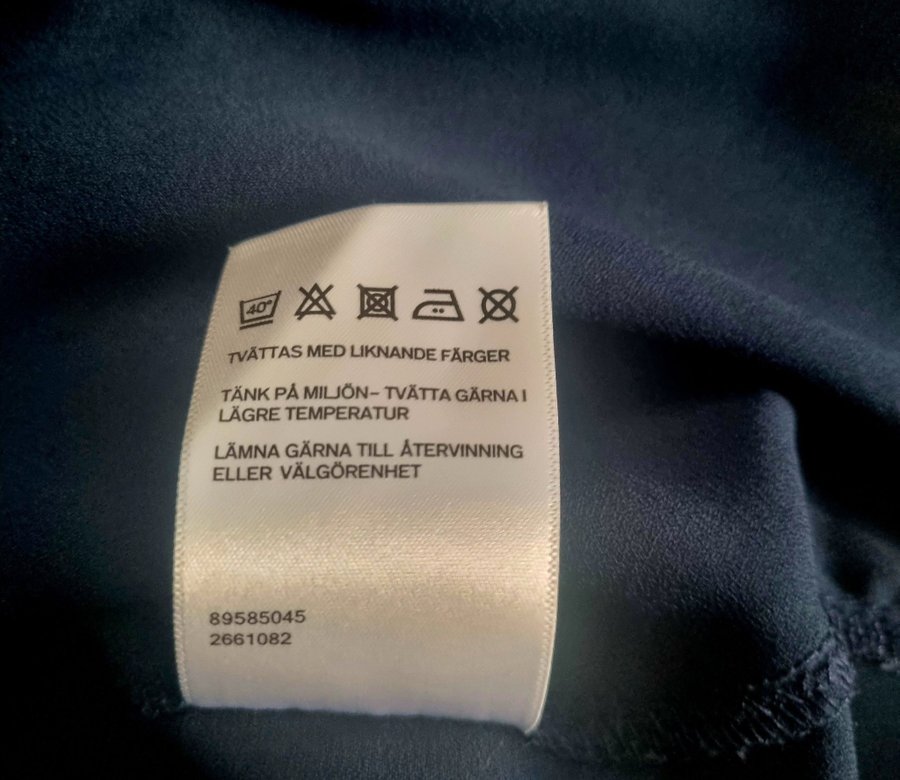 40°
TVÄTTAS MED LIKNANDE FÄRGER
TÄNK PÅ MILJÖN– TVÄTTA GÄRNA I
LÄGRE TEMPERATUR
LÄMNA GÄRNA TILL ÅTERVINNING
ELLER VÄLGÖRENHET
89585045
2661082